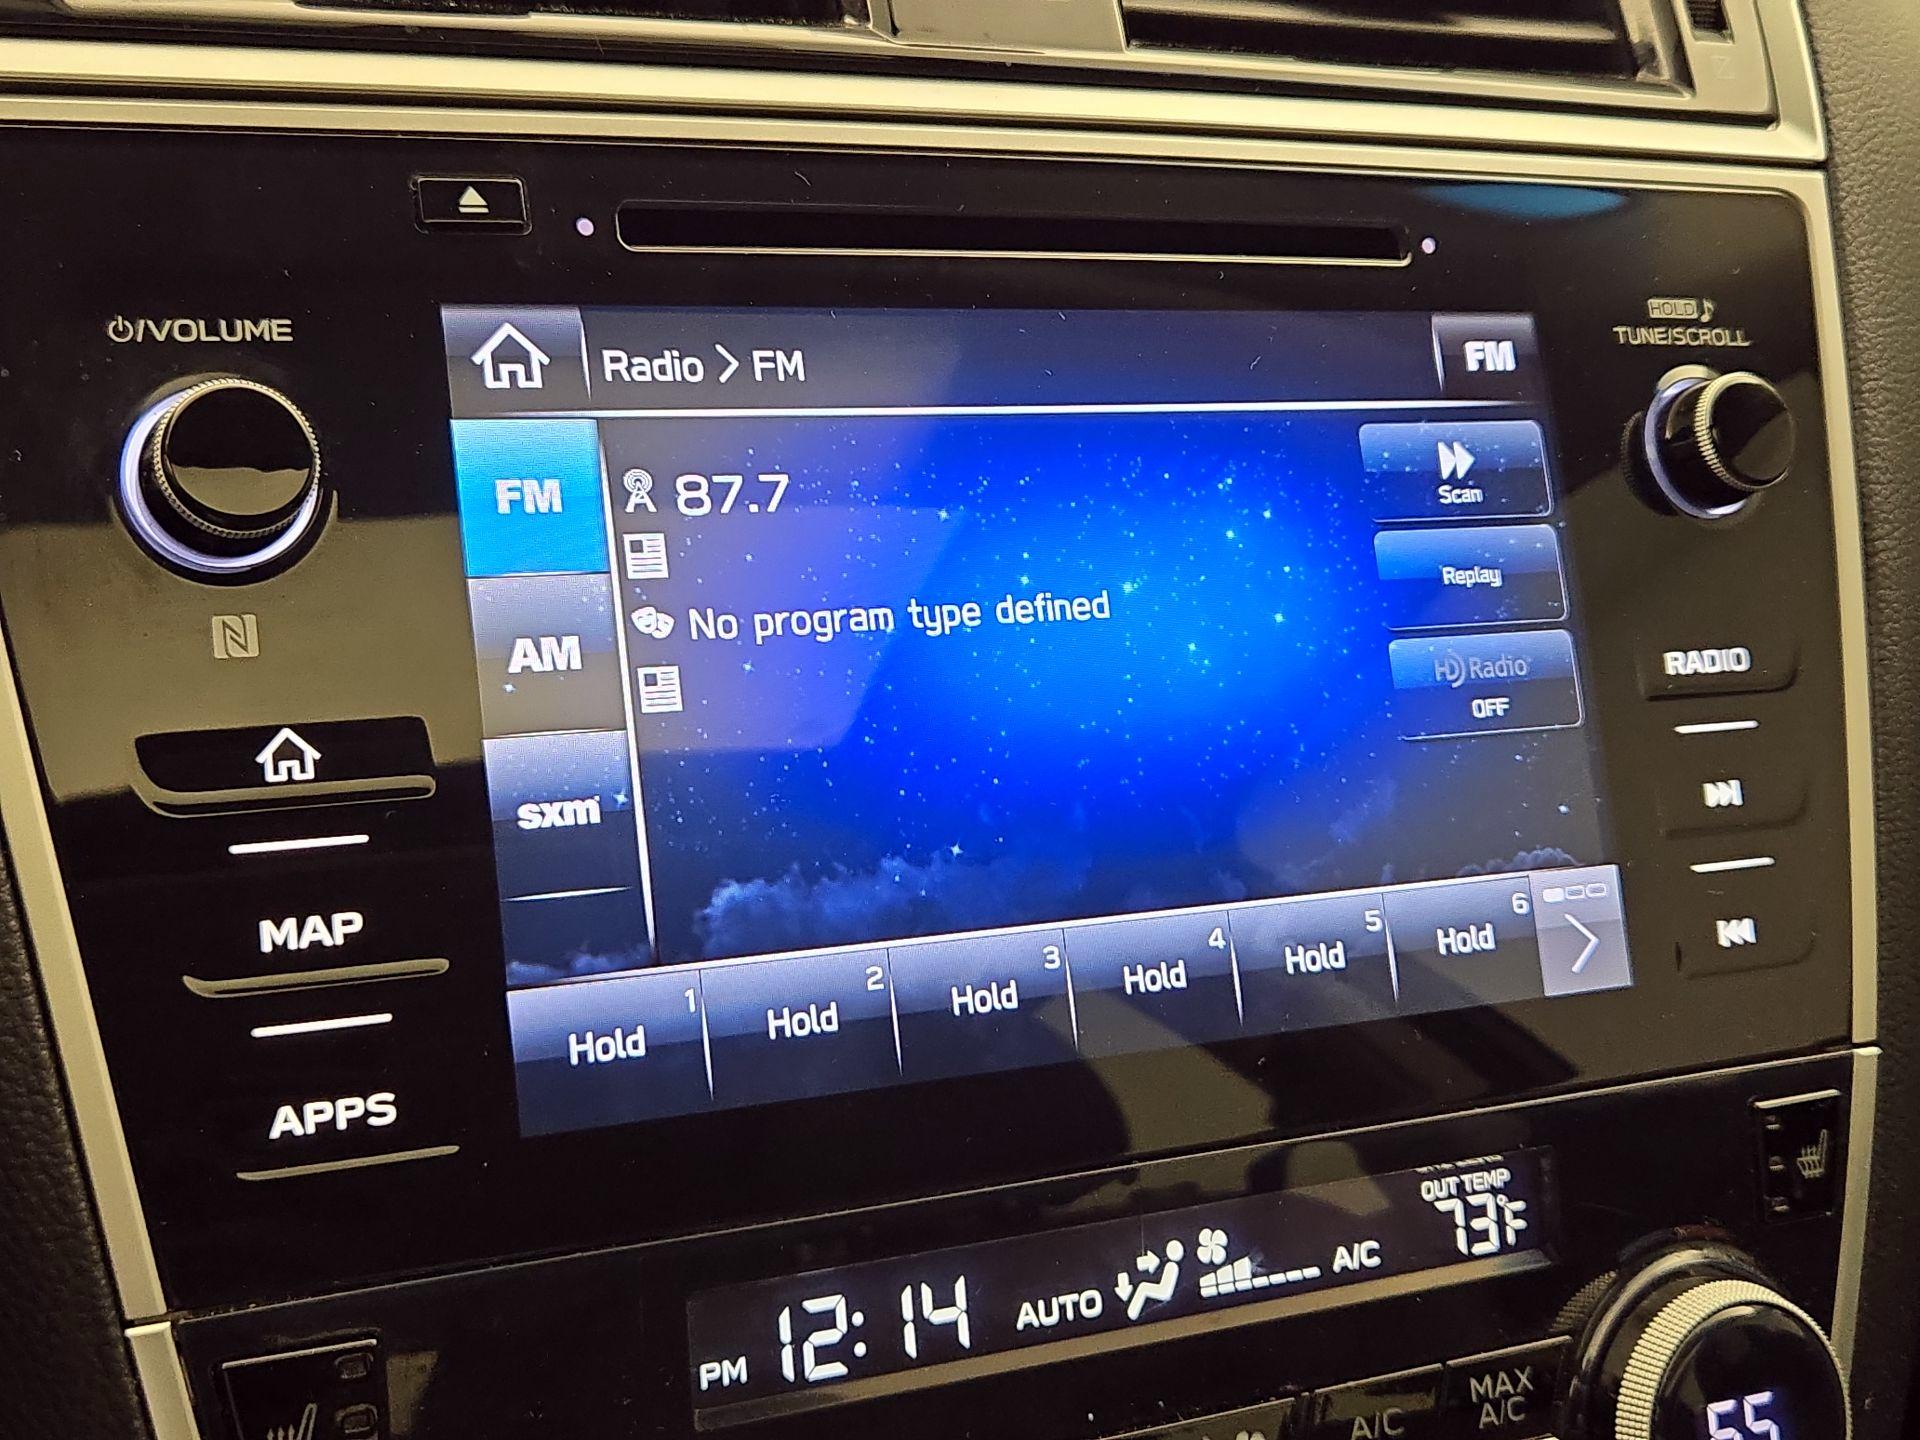 ⏻/VOLUME
HOLD ♪
TUNE/SCROLL
Radio > FM
FM
FM
87.7
Scan
Replay
No program type defined
AM
HD Radio
OFF
RADIO
sxm
MAP
1
Hold
2
Hold
3
Hold
4
Hold
5
Hold
6
Hold
APPS
OUT TEMP
73°F
PM 12:14 AUTO A/C
A/C
MAX
A/C
55